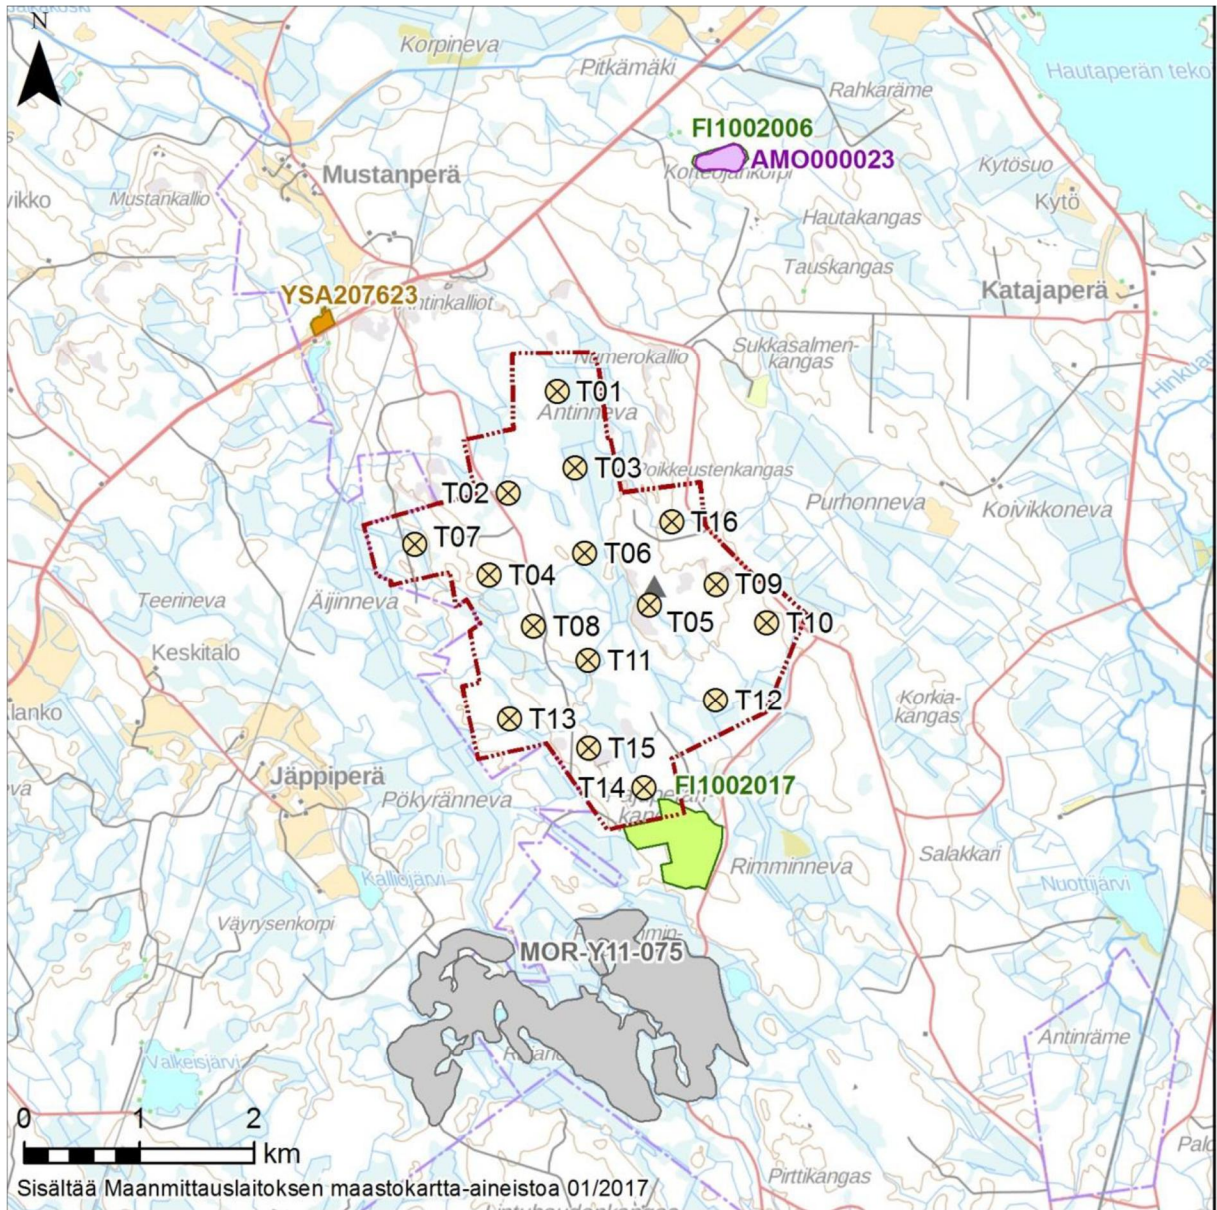 N
Korpineva
Pitkämäki
Hautaperän teko
Rahkaräme
FI1002006
AMO000023
Mustanperä
Kytösuo
Mustankallio
Kytö
Hautakangas
Tauskangas
Katajaperä
YSA207623
Sukkasalmen-
kangas
T01
Antinneva
T03
Poikkeustenkangas
T02
Purhonneva
Koivikkoneva
T16
T07
T06
T04
T09
Teerineva
Äijinneva
T05
T10
T08
Keskitalo
T11
Korkia-
kangas
T12
T13
T15
Jäppiperä
T14
FI1002017
Pökyränneva
Rimminneva
Salakkari
Kalliojärvi
Nuottijärvi
Väyrysenkorpi
MOR-Y11-075
Antinräme
Valkeisjärvi
0 1 2
km
Pirttikangas
Sisältää Maanmittauslaitoksen maastokartta-aineistoa 01/2017